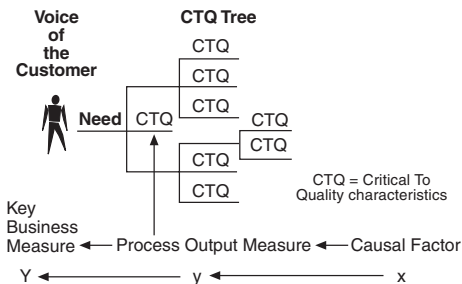 Voice
of
the
Customer
CTQ Tree
CTQ
CTQ
CTQ
Need
CTQ
CTQ
CTQ
CTQ
CTQ
CTQ = Critical To
Quality characteristics
Key
Business
Measure
Process Output Measure
Causal Factor
Y
y
x